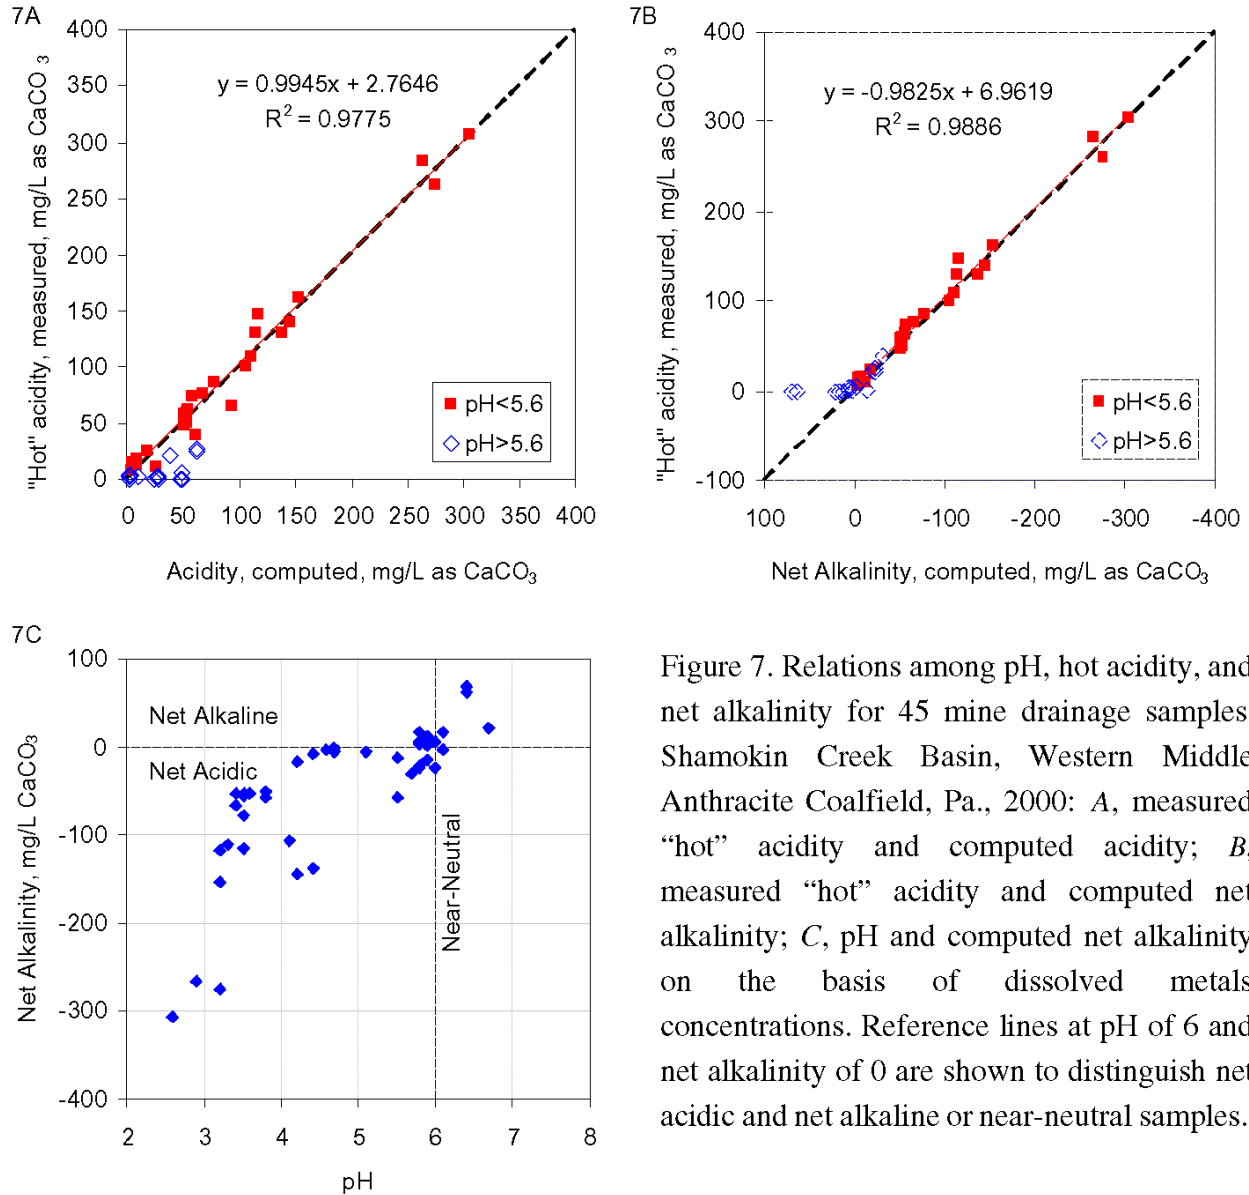 7A
400
350
300
250
200
150
100
50
0
"Hot" acidity, measured, mg/L as CaCO3
y = 0.9945x + 2.7646
R2 = 0.9775
pH<5.6
pH>5.6
0 50 100 150 200 250 300 350 400
Acidity, computed, mg/L as CaCO3
7B
400
300
200
100
0
-100
"Hot" acidity, measured, mg/L as CaCO3
y = -0.9825x + 6.9619
R2 = 0.9886
pH<5.6
pH>5.6
100 0 -100 -200 -300 -400
Net Alkalinity, computed, mg/L as CaCO3
7C
100
0
-100
-200
-300
-400
Net Alkalinity, mg/L CaCO3
Net Alkaline
Net Acidic
Near-Neutral
2 3 4 5 6 7 8
pH
Figure 7. Relations among pH, hot acidity, and
net alkalinity for 45 mine drainage samples
Shamokin Creek Basin, Western Middle
Anthracite Coalfield, Pa., 2000: A, measured
“hot” acidity and computed acidity; B,
measured “hot” acidity and computed net
alkalinity; C, pH and computed net alkalinity
on the basis of dissolved metals
concentrations. Reference lines at pH of 6 and
net alkalinity of 0 are shown to distinguish net
acidic and net alkaline or near-neutral samples.